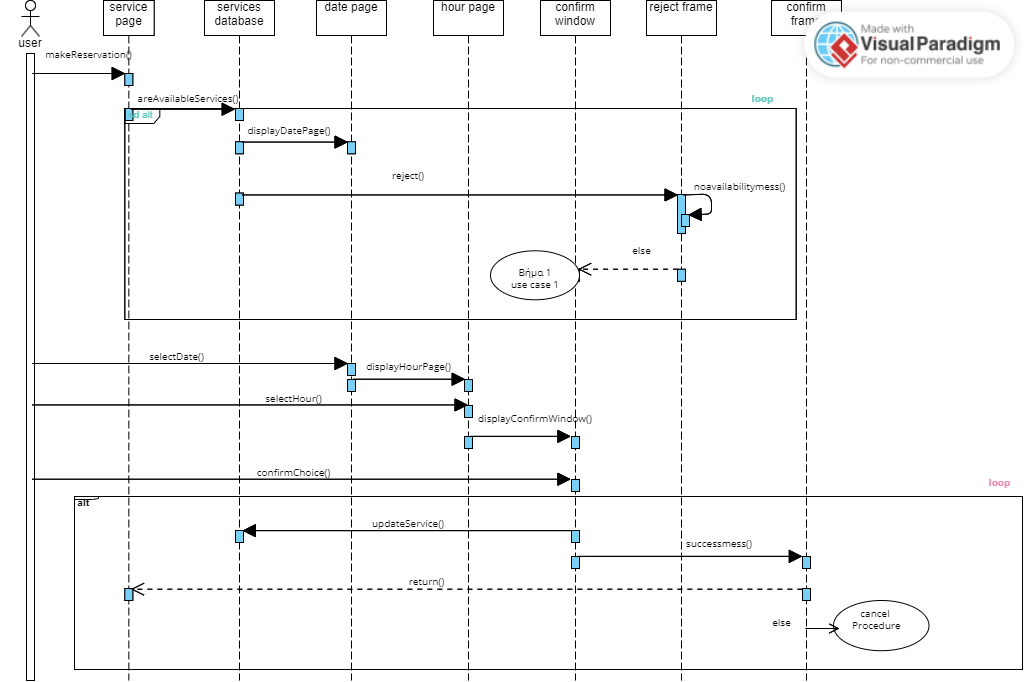 service
page
services
database
date page
hour page
confirm
window
reject frame
confirm
Made with
Visual Paradigm
For non-commercial use
user
makeReservation()
areAvailableServices()
loop
alt
displayDatePage()
reject()
noavailabilitymess()
else
Βήμα 1
use case 1
selectDate()
displayHourPage()
selectHour()
displayConfirmWindow()
confirmChoice()
loop
alt
updateService()
successmess()
return()
else
cancel
Procedure